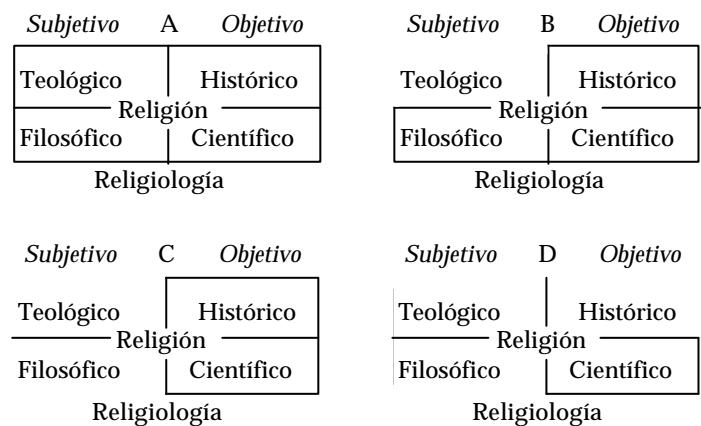 Subjetivo A Objetivo
Teológico Histórico
Religión
Filosófico Científico
Religiología
Subjetivo B Objetivo
Teológico Histórico
Religión
Filosófico Científico
Religiología
Subjetivo C Objetivo
Teológico Histórico
Religión
Filosófico Científico
Religiología
Subjetivo D Objetivo
Teológico Histórico
Religión
Filosófico Científico
Religiología